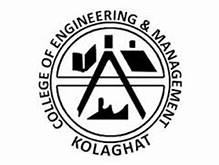 COLLEGE OF ENGINEERING & MANAGEMENT
KOLAGHAT